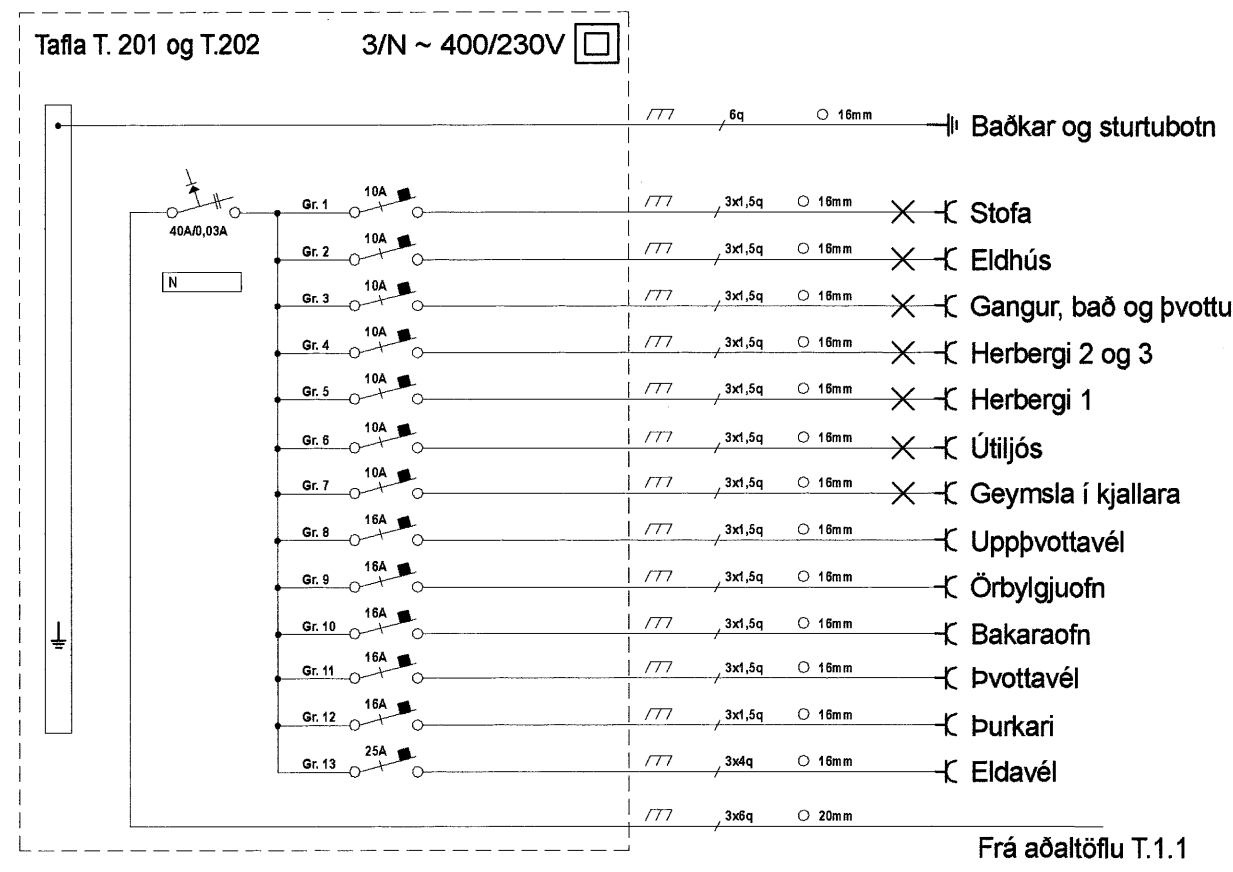 Tafla T. 201 og T.202 3/N ~ 400/230V
6q 16mm Baðkar og sturtubotn
40A/0,03A
N
Gr. 1 10A 3x1,5q 16mm Stofa
Gr. 2 10A 3x1,5q 16mm Eldhús
Gr. 3 10A 3x1,5q 16mm Gangur, bað og þvottu
Gr. 4 10A 3x1,5q 16mm Herbergi 2 og 3
Gr. 5 10A 3x1,5q 16mm Herbergi 1
Gr. 6 10A 3x1,5q 16mm Útiljós
Gr. 7 10A 3x1,5q 16mm Geymsla í kjallara
Gr. 8 16A 3x1,5q 16mm Uppþvottavél
Gr. 9 16A 3x1,5q 16mm Örbylgjuofn
Gr. 10 16A 3x1,5q 16mm Bakaraofn
Gr. 11 16A 3x1,5q 16mm Þvottavél
Gr. 12 16A 3x1,5q 16mm Þurkari
Gr. 13 25A 3x4q 16mm Eldavél
3x6q 20mm
Frá aðaltöflu T.1.1